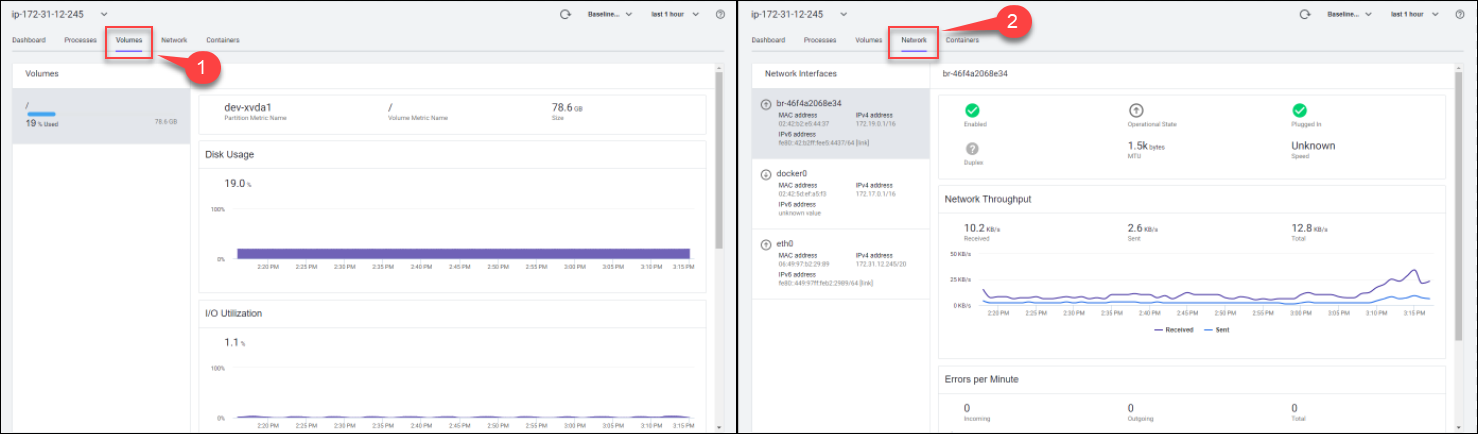 ip-172-31-12-245
Baseline... last 1 hour
Dashboard Processes Volumes Network Containers
1
Volumes
/
19 % Used 78.6 GB
dev-xvda1 / 78.6 GB
Partition Metric Name Volume Metric Name Size
Disk Usage
19.0 %
100%
0%
2:20 PM 2:25 PM 2:30 PM 2:35 PM 2:40 PM 2:45 PM 2:50 PM 2:55 PM 3:00 PM 3:05 PM 3:10 PM 3:15 PM
I/O Utilization
1.1 %
100%
0%
2:20 PM 2:25 PM 2:30 PM 2:35 PM 2:40 PM 2:45 PM 2:50 PM 2:55 PM 3:00 PM 3:05 PM 3:10 PM 3:15 PM
ip-172-31-12-245
Baseline... last 1 hour
2
Dashboard Processes Volumes Network Containers
Network Interfaces
br-46f4a2068e34
MAC address IPv4 address
02:42:b2:e5:44:37 172.19.0.1/16
IPv6 address
fe80::42:b2ff:fee5:4437/64 [link]
docker0
MAC address IPv4 address
02:42:5d:ef:a5:f3 172.17.0.1/16
IPv6 address
unknown value
eth0
MAC address IPv4 address
06:49:97:b2:29:89 172.31.12.245/20
IPv6 address
fe80::449:97ff:feb2:2989/64 [link]
br-46f4a2068e34
Enabled Operational State Plugged In
? 1.5k bytes Unknown
Duplex MTU Speed
Network Throughput
10.2 KB/s 2.6 KB/s 12.8 KB/s
Received Sent Total
50 KB/s
25 KB/s
0 KB/s
2:20 PM 2:25 PM 2:30 PM 2:35 PM 2:40 PM 2:45 PM 2:50 PM 2:55 PM 3:00 PM 3:05 PM 3:10 PM 3:15 PM
Received Sent
Errors per Minute
0 0 0
Incoming Outgoing Total